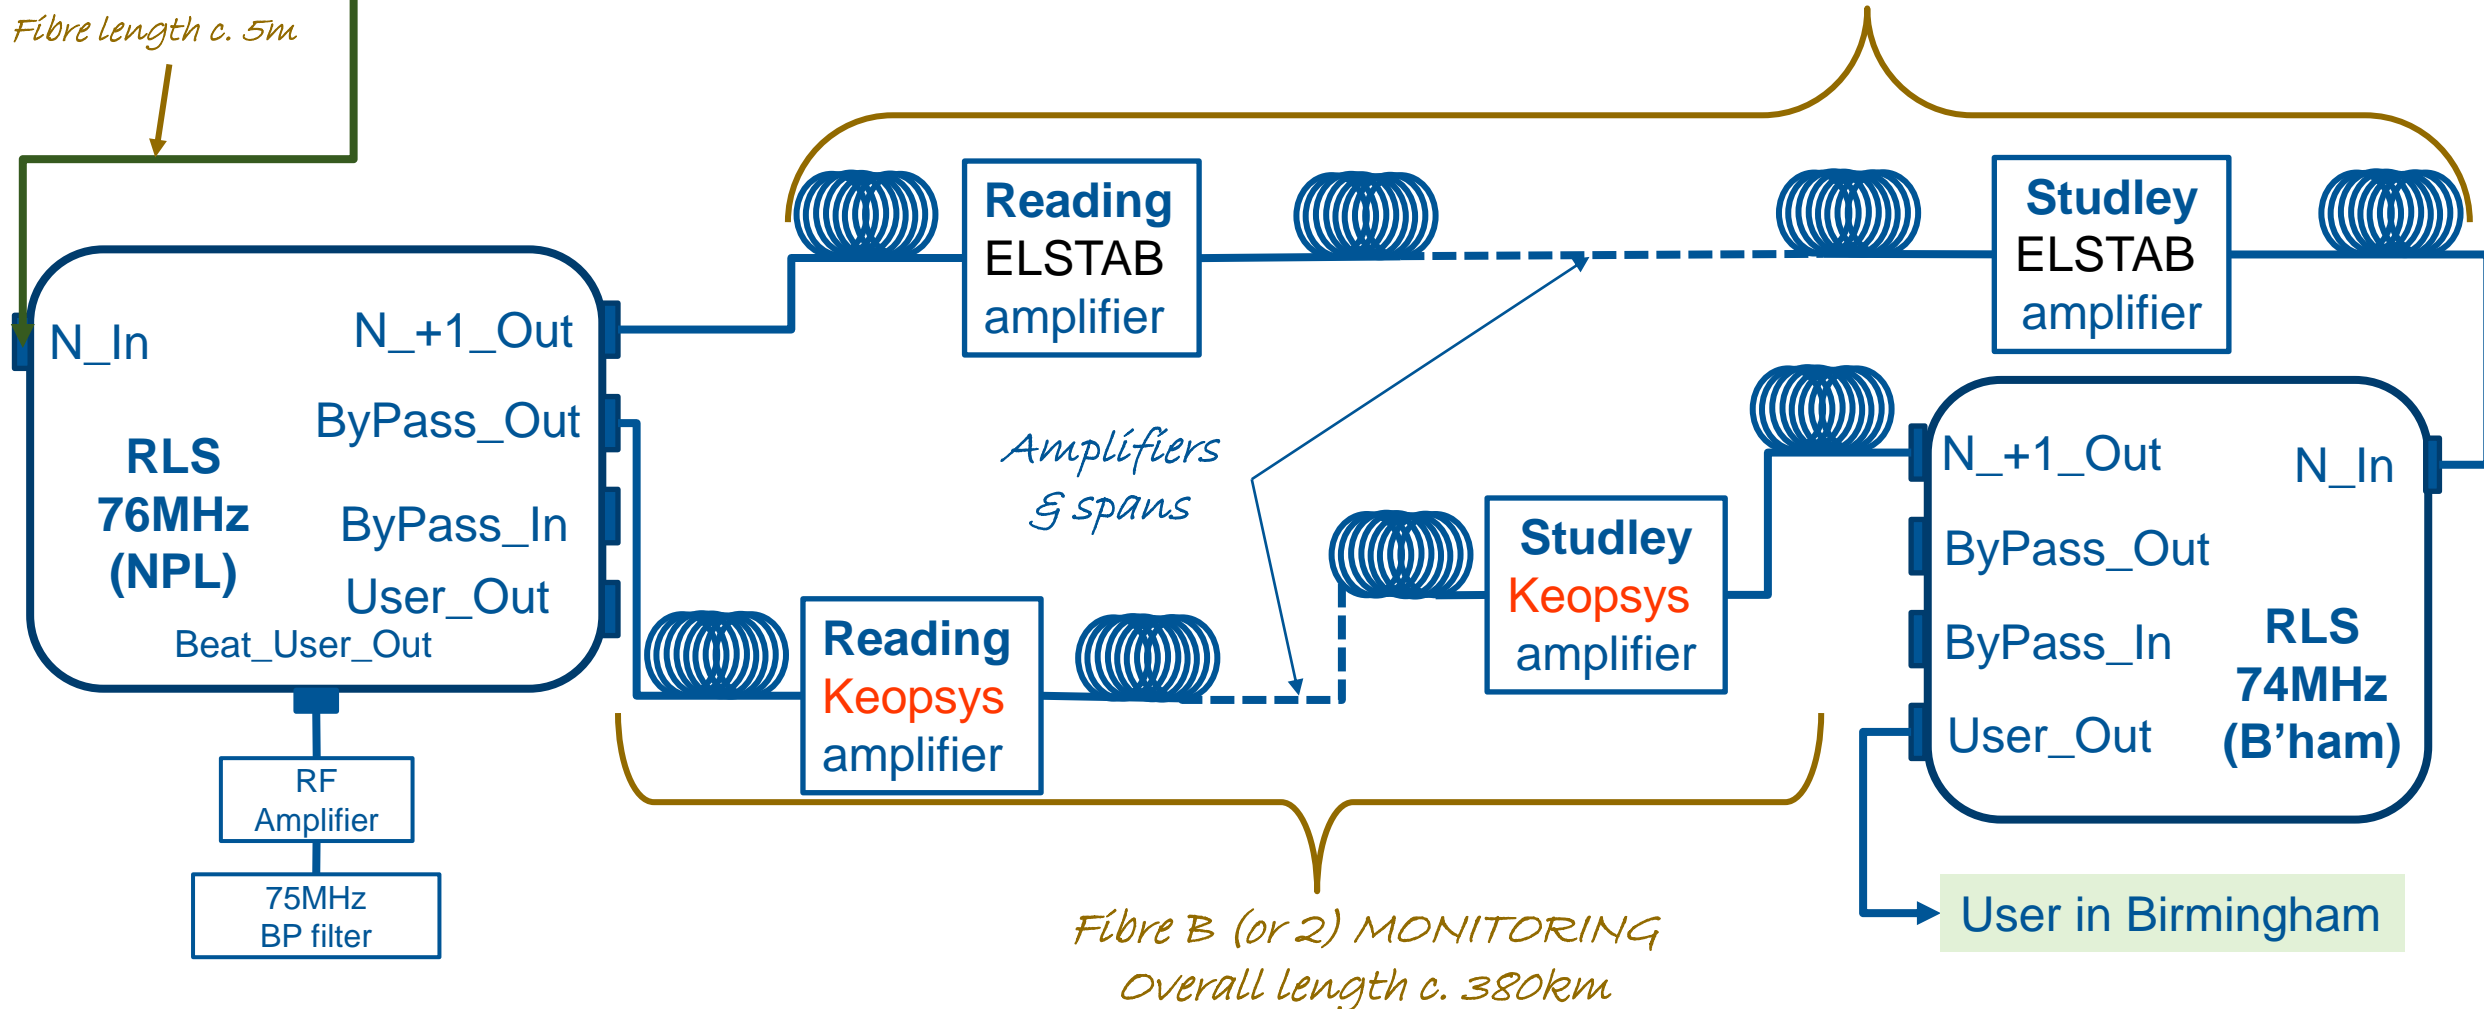 Fibre length c. 5m
Reading
ELSTAB
amplifier
Studley
ELSTAB
amplifier
N_In
N_+1_Out
ByPass_Out
RLS
76MHz
(NPL)
ByPass_In
User_Out
Beat_User_Out
RF
Amplifier
75MHz
BP filter
Amplifiers
& spans
Reading
Keopsys
amplifier
Studley
Keopsys
amplifier
N_+1_Out
N_In
ByPass_Out
ByPass_In
RLS
74MHz
(B’ham)
User_Out
User in Birmingham
Fibre B (or 2) MONITORING
Overall length c. 380km